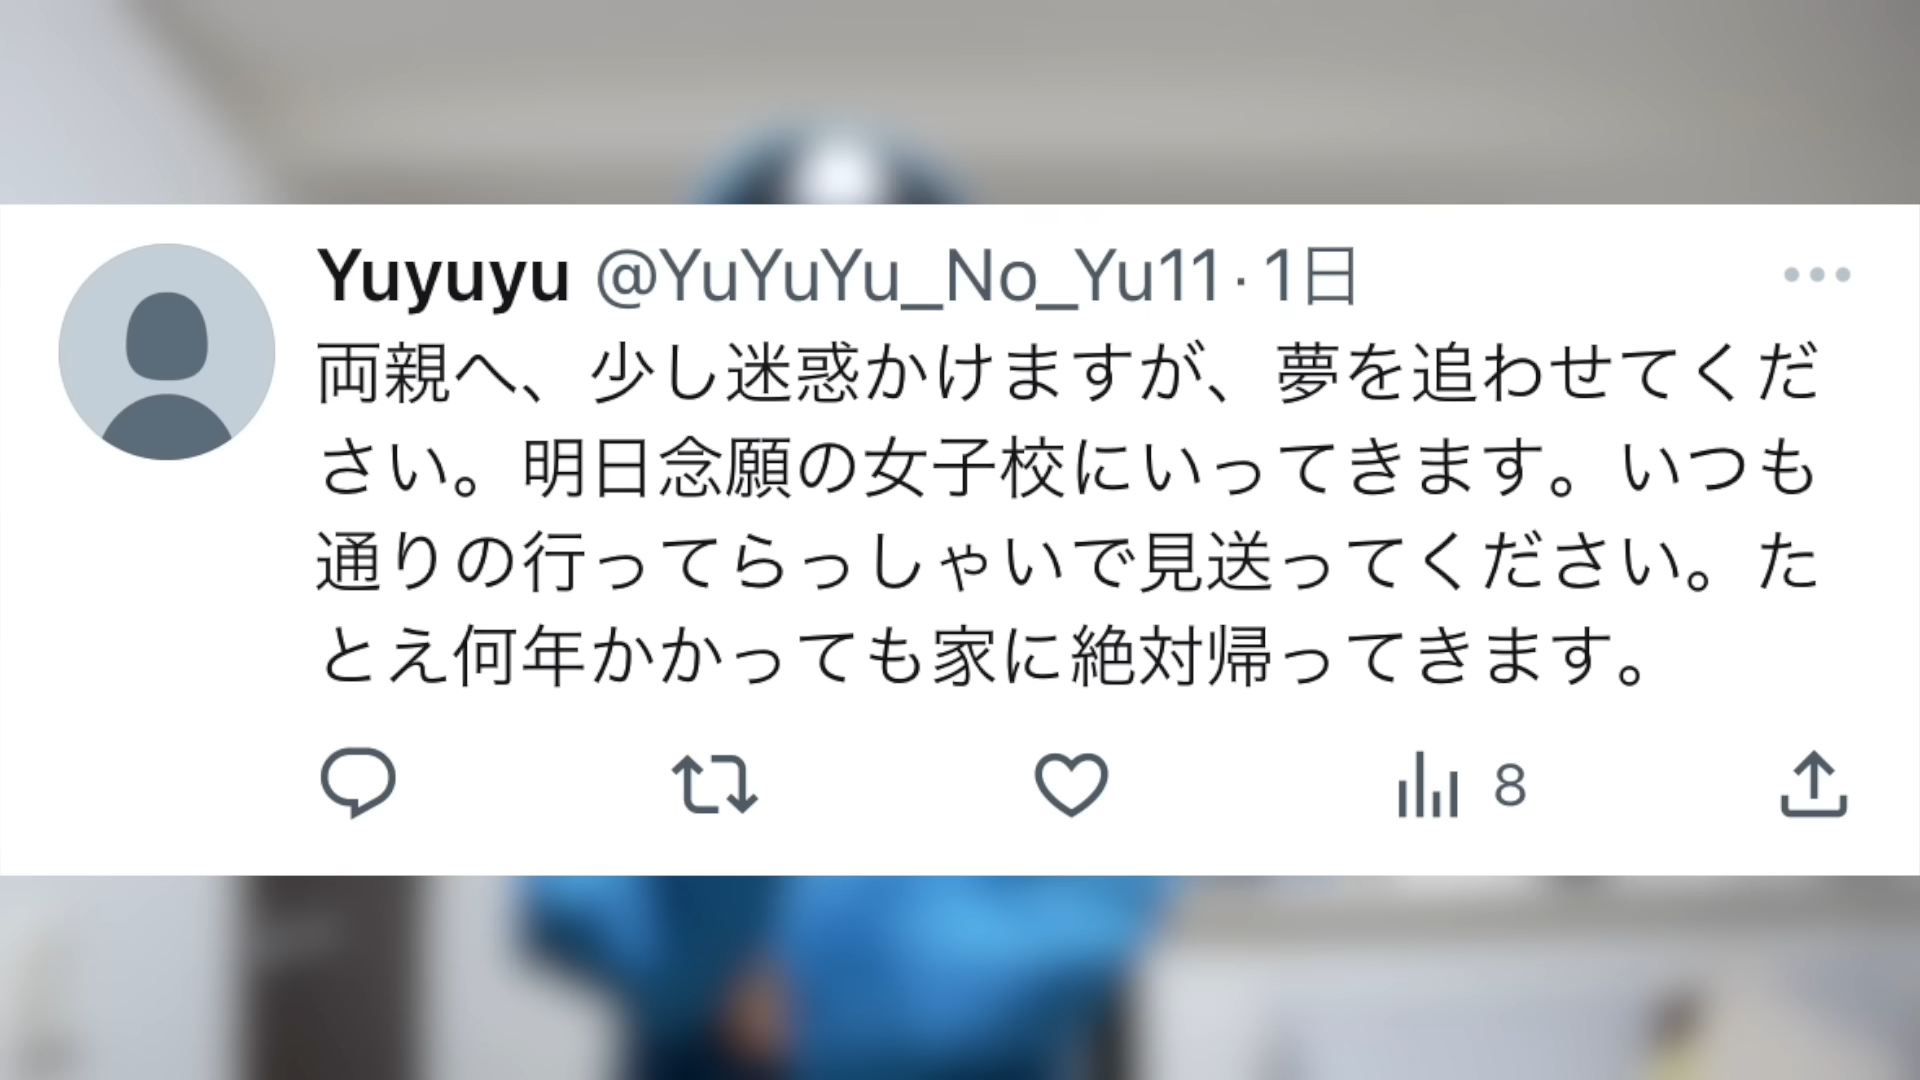 Yuyuyu @YuYuYu_No_Yu11 · 1日
両親へ、少し迷惑かけますが、夢を追わせてくだ
さい。明日念願の女子校にいってきます。いつも
通りの行ってらっしゃいで見送ってください。た
とえ何年かかっても家に絶対帰ってきます。
8